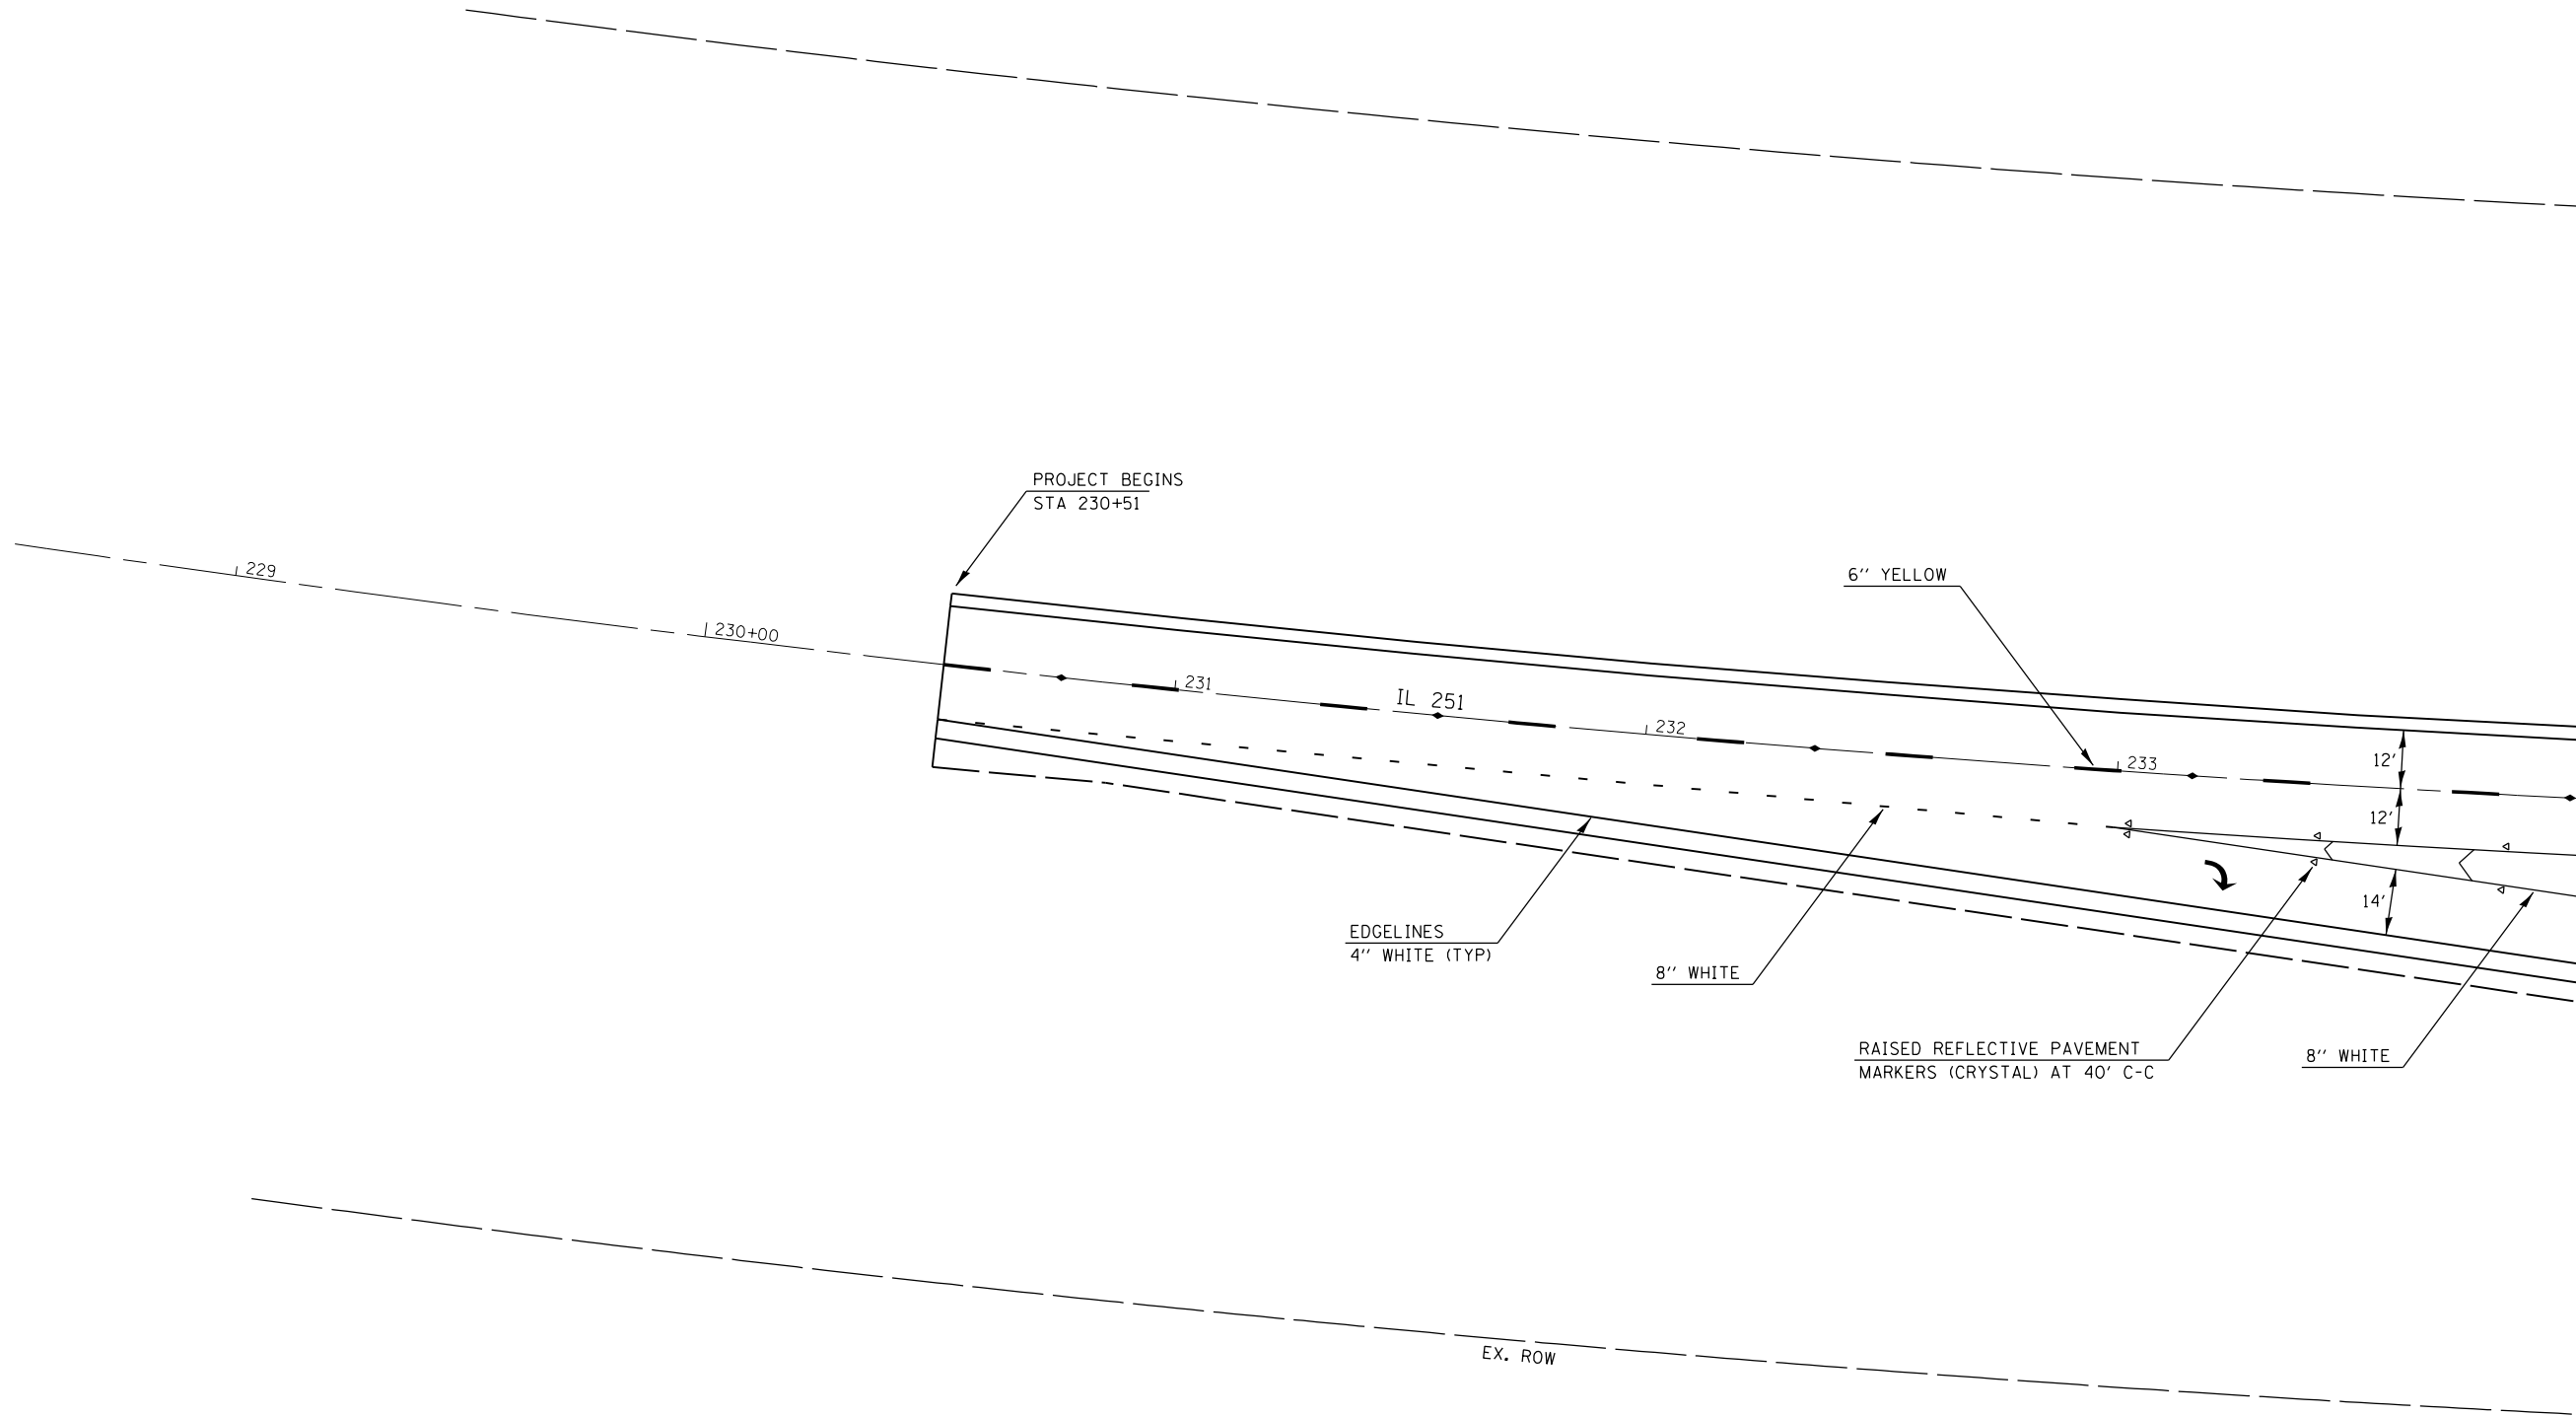 PROJECT BEGINS
STA 230+51
229
6'' YELLOW
230+00
231
IL 251
232
233
12'
12'
14'
EDGELINES
4'' WHITE (TYP)
8'' WHITE
RAISED REFLECTIVE PAVEMENT
MARKERS (CRYSTAL) AT 40' C-C
8'' WHITE
EX. ROW